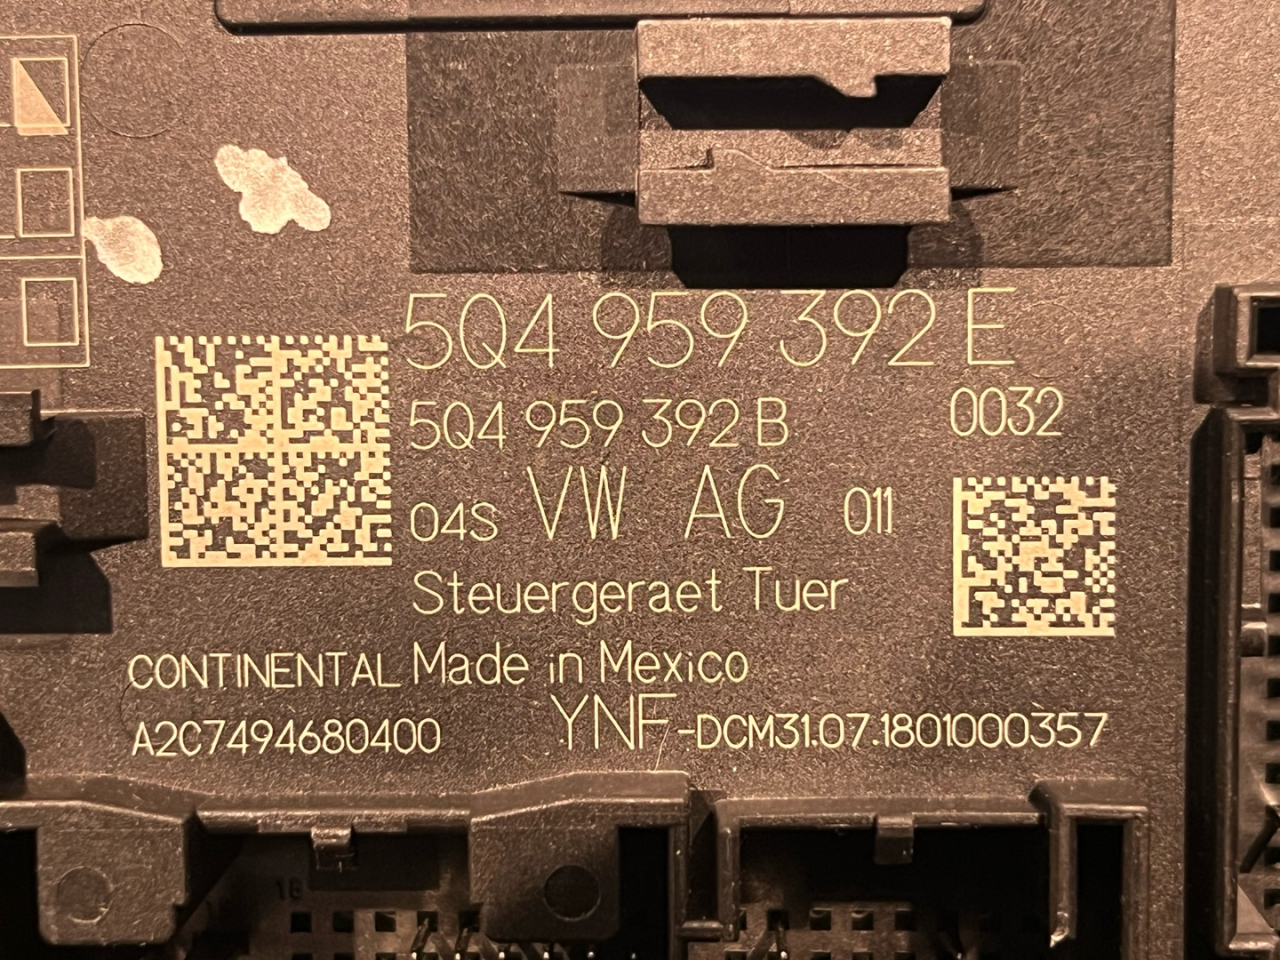 5Q4 959 392 E
5Q4 959 392 B 0032
04S VW AG 011
Steuergeraet Tuer
CONTINENTAL Made in Mexico
A2C7494680400 YNF-DCM31.07.1801000357
16